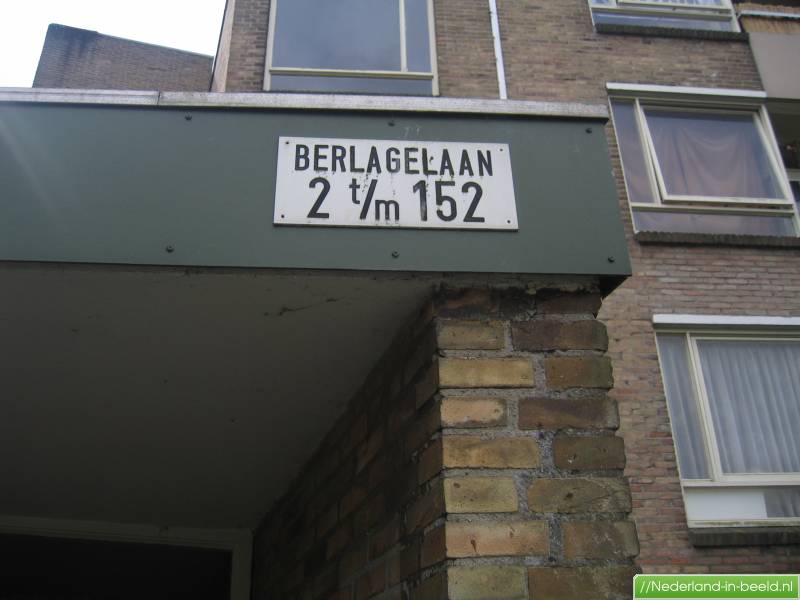 BERLAGELAAN
2 t/m 152
//Nederland-in-beeld.nl